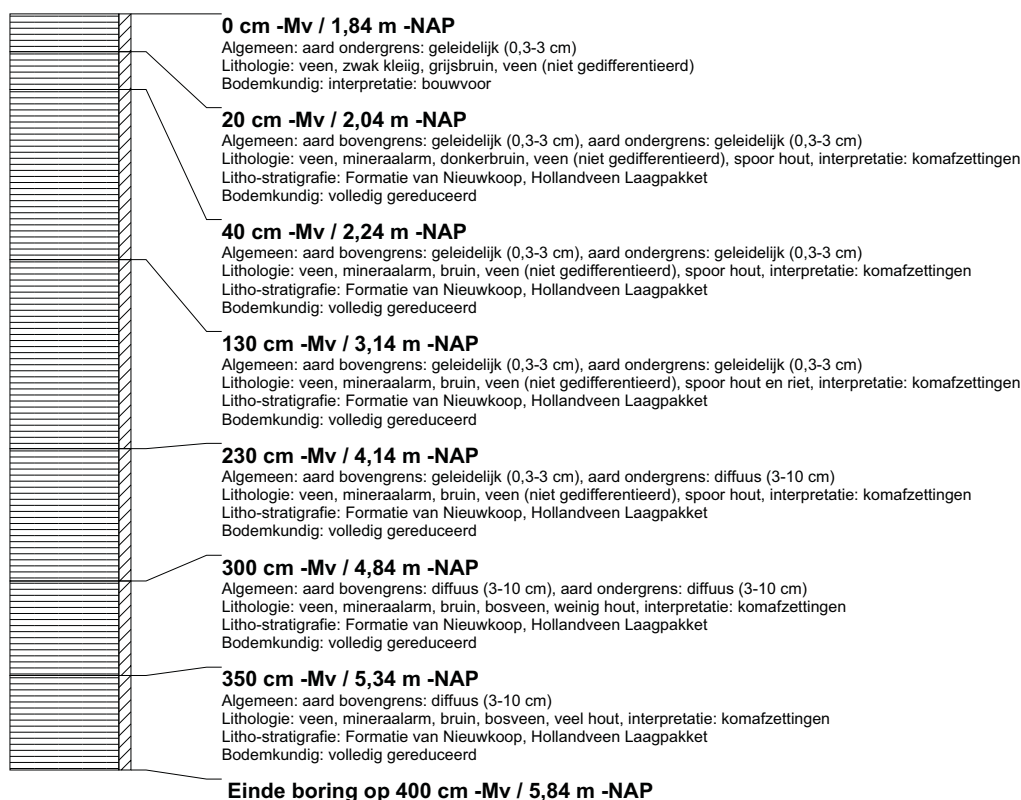 0 cm -Mv / 1,84 m -NAP
Algemeen: aard ondergrens: geleidelijk (0,3-3 cm)
Lithologie: veen, zwak kleiig, grijsbruin, veen (niet gedifferentieerd)
Bodemkundig: interpretatie: bouwvoor
20 cm -Mv / 2,04 m -NAP
Algemeen: aard bovengrens: geleidelijk (0,3-3 cm), aard ondergrens: geleidelijk (0,3-3 cm)
Lithologie: veen, mineraalarm, donkerbruin, veen (niet gedifferentieerd), spoor hout, interpretatie: komafzettingen
Litho-stratigrafie: Formatie van Nieuwkoop, Hollandveen Laagpakket
Bodemkundig: volledig gereduceerd
40 cm -Mv / 2,24 m -NAP
Algemeen: aard bovengrens: geleidelijk (0,3-3 cm), aard ondergrens: geleidelijk (0,3-3 cm)
Lithologie: veen, mineraalarm, bruin, veen (niet gedifferentieerd), spoor hout, interpretatie: komafzettingen
Litho-stratigrafie: Formatie van Nieuwkoop, Hollandveen Laagpakket
Bodemkundig: volledig gereduceerd
130 cm -Mv / 3,14 m -NAP
Algemeen: aard bovengrens: geleidelijk (0,3-3 cm), aard ondergrens: geleidelijk (0,3-3 cm)
Lithologie: veen, mineraalarm, bruin, veen (niet gedifferentieerd), spoor hout en riet, interpretatie: komafzettingen
Litho-stratigrafie: Formatie van Nieuwkoop, Hollandveen Laagpakket
Bodemkundig: volledig gereduceerd
230 cm -Mv / 4,14 m -NAP
Algemeen: aard bovengrens: geleidelijk (0,3-3 cm), aard ondergrens: diffuus (3-10 cm)
Lithologie: veen, mineraalarm, bruin, veen (niet gedifferentieerd), spoor hout, interpretatie: komafzettingen
Litho-stratigrafie: Formatie van Nieuwkoop, Hollandveen Laagpakket
Bodemkundig: volledig gereduceerd
300 cm -Mv / 4,84 m -NAP
Algemeen: aard bovengrens: diffuus (3-10 cm), aard ondergrens: diffuus (3-10 cm)
Lithologie: veen, mineraalarm, bruin, bosveen, weinig hout, interpretatie: komafzettingen
Litho-stratigrafie: Formatie van Nieuwkoop, Hollandveen Laagpakket
Bodemkundig: volledig gereduceerd
350 cm -Mv / 5,34 m -NAP
Algemeen: aard bovengrens: diffuus (3-10 cm)
Lithologie: veen, mineraalarm, bruin, bosveen, veel hout, interpretatie: komafzettingen
Litho-stratigrafie: Formatie van Nieuwkoop, Hollandveen Laagpakket
Bodemkundig: volledig gereduceerd
Einde boring op 400 cm -Mv / 5,84 m -NAP